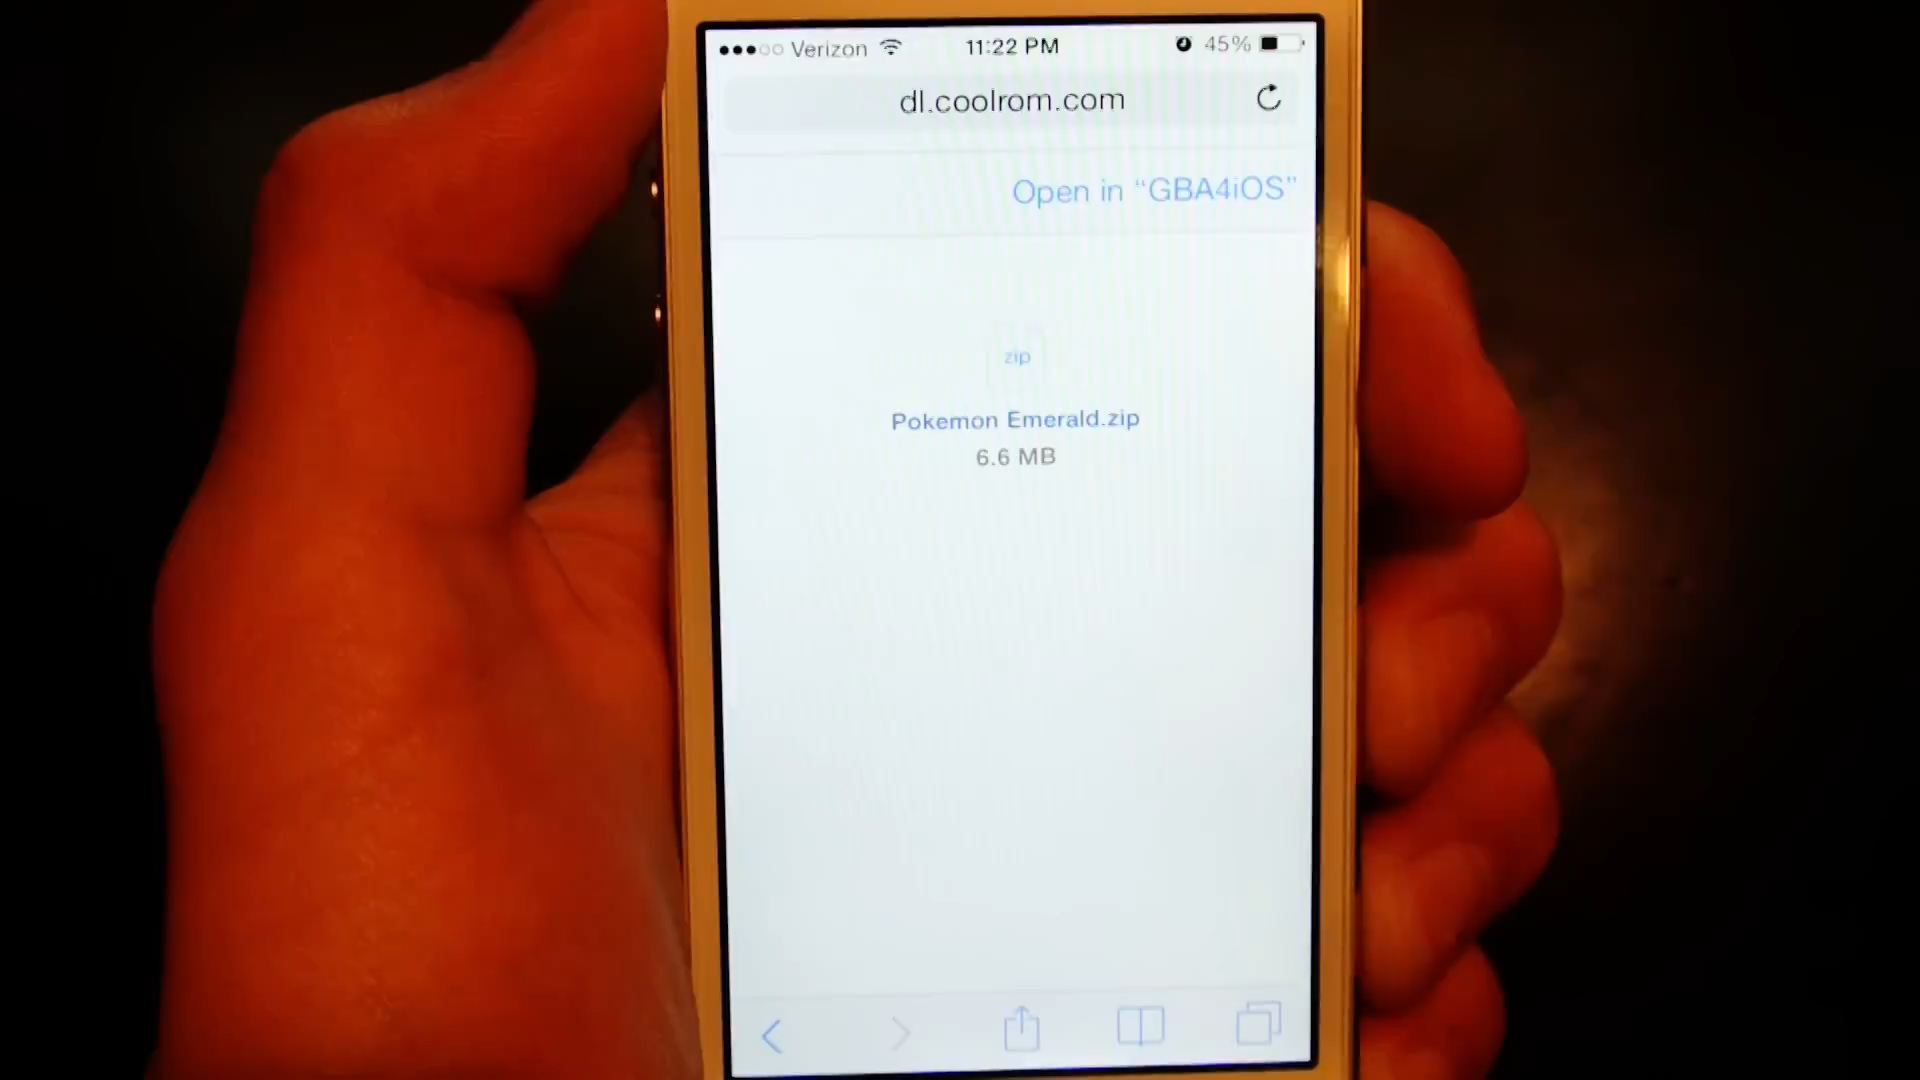 Verizon 11:22 PM 45%
dl.coolrom.com
Open in “GBA4iOS”
zip
Pokemon Emerald.zip
6.6 MB